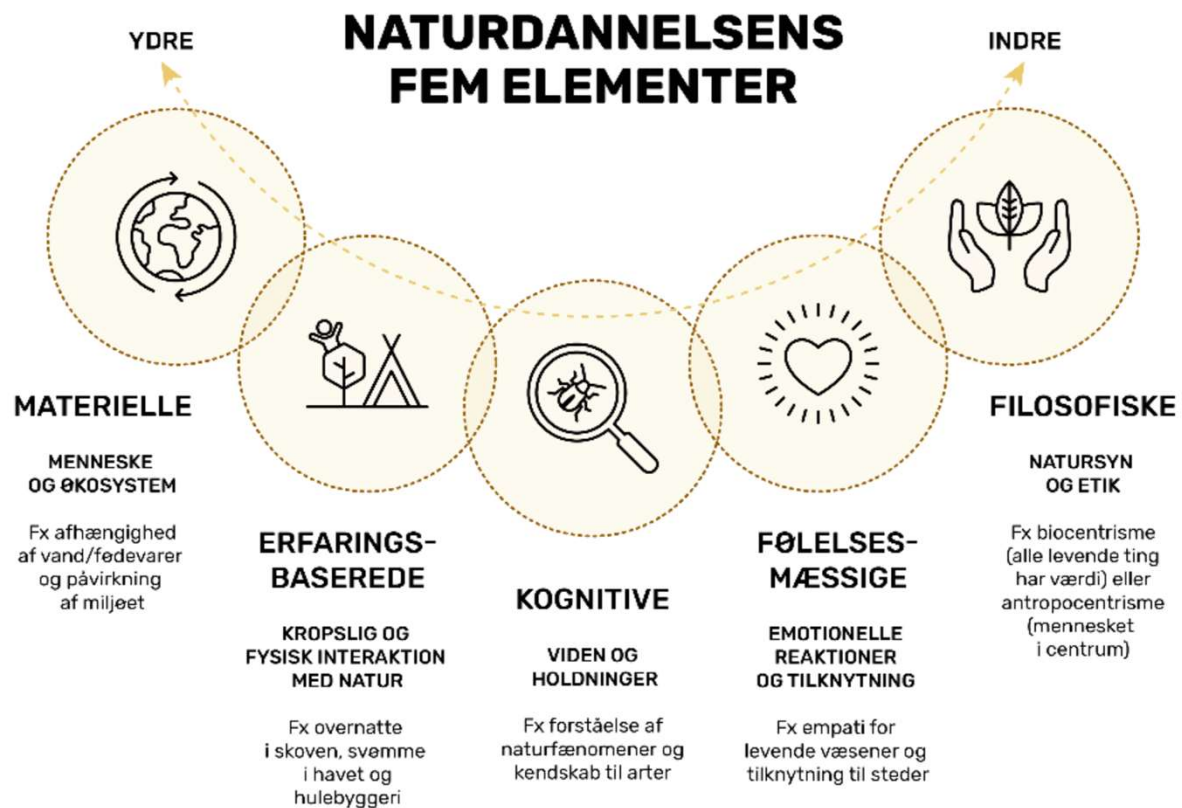 NATURDANNELSENS
FEM ELEMENTER
YDRE
INDRE
MATERIELLE
MENNESKE
OG ØKOSYSTEM
Fx afhængighed
af vand/fødevarer
og påvirkning
af miljøet
ERFARINGS-
BASEREDE
KROPSLIG OG
FYSISK INTERAKTION
MED NATUR
Fx overnatte
i skoven, svømme
i havet og
hulebyggeri
KOGNITIVE
VIDEN OG
HOLDNINGER
Fx forståelse af
naturfænomener og
kendskab til arter
FØLELSES-
MÆSSIGE
EMOTIONELLE
REAKTIONER
OG TILKNYTNING
Fx empati for
levende væsener og
tilknytning til steder
FILOSOFISKE
NATURSYN
OG ETIK
Fx biocentrisme
(alle levende ting
har værdi) eller
antropocentrisme
(mennesket
i centrum)